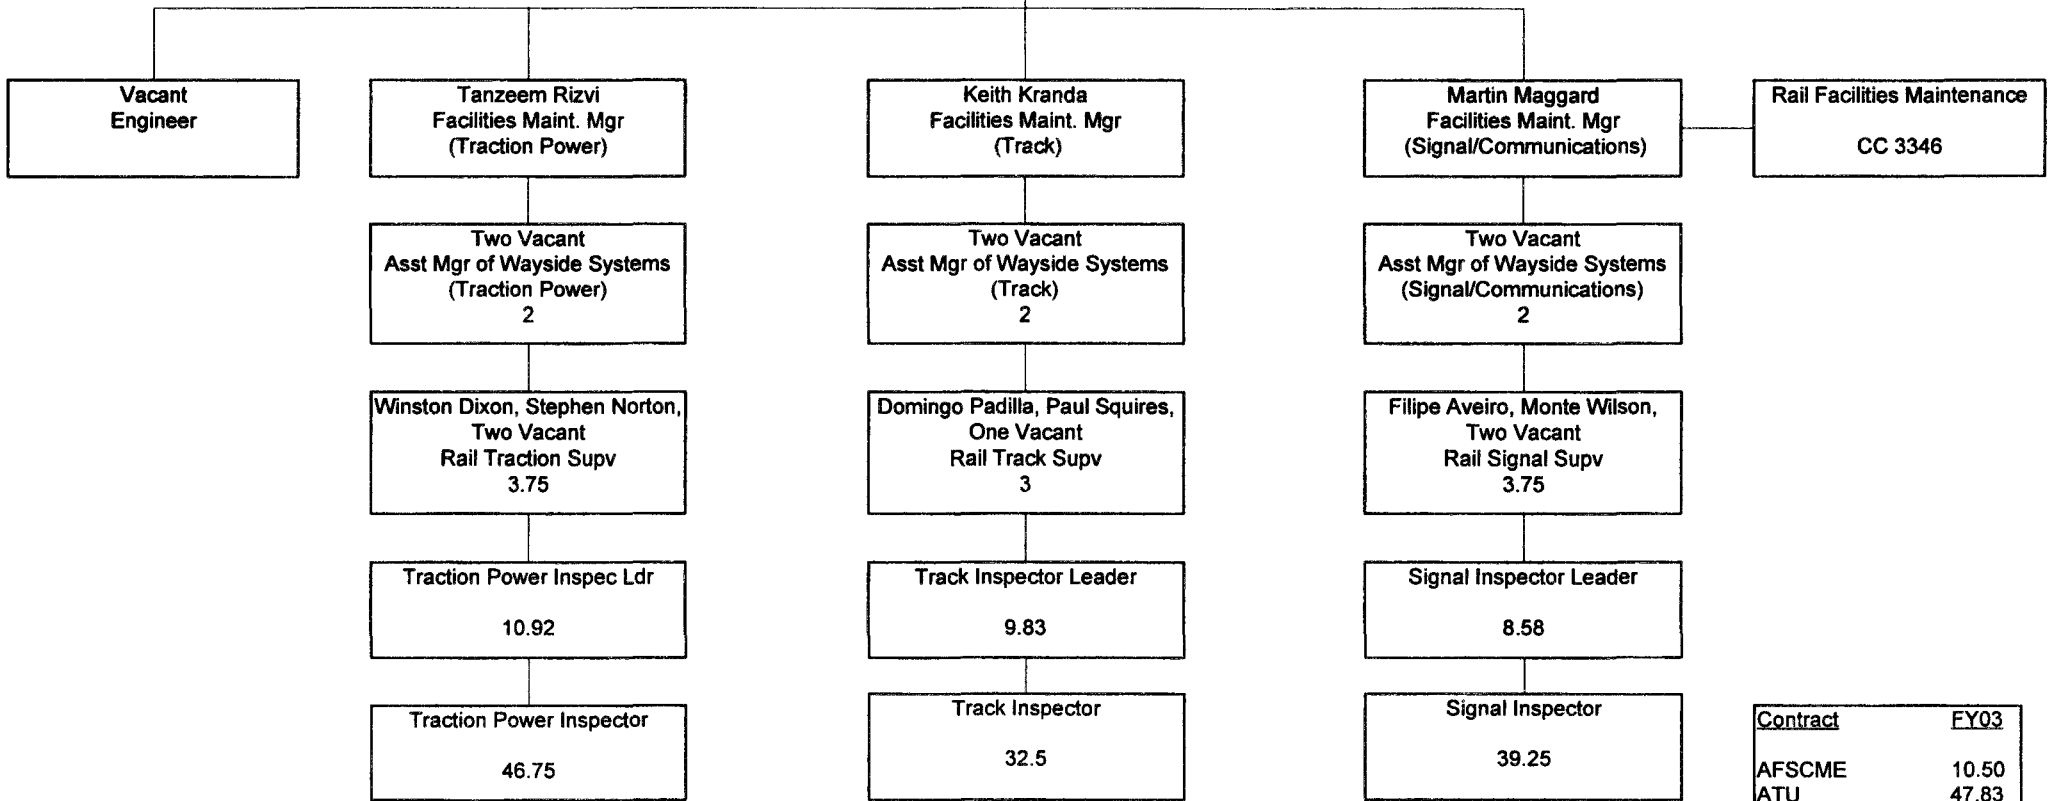 Vacant
Engineer
Tanzeem Rizvi
Facilities Maint. Mgr
(Traction Power)
Keith Kranda
Facilities Maint. Mgr
(Track)
Martin Maggard
Facilities Maint. Mgr
(Signal/Communications)
Rail Facilities Maintenance
CC 3346
Two Vacant
Asst Mgr of Wayside Systems
(Traction Power)
2
Two Vacant
Asst Mgr of Wayside Systems
(Track)
2
Two Vacant
Asst Mgr of Wayside Systems
(Signal/Communications)
2
Winston Dixon, Stephen Norton,
Two Vacant
Rail Traction Supv
3.75
Domingo Padilla, Paul Squires,
One Vacant
Rail Track Supv
3
Filipe Aveiro, Monte Wilson,
Two Vacant
Rail Signal Supv
3.75
Traction Power Inspec Ldr
10.92
Track Inspector Leader
9.83
Signal Inspector Leader
8.58
Traction Power Inspector
46.75
Track Inspector
32.5
Signal Inspector
39.25
Contract FY03
AFSCME 10.50
ATU 47.83